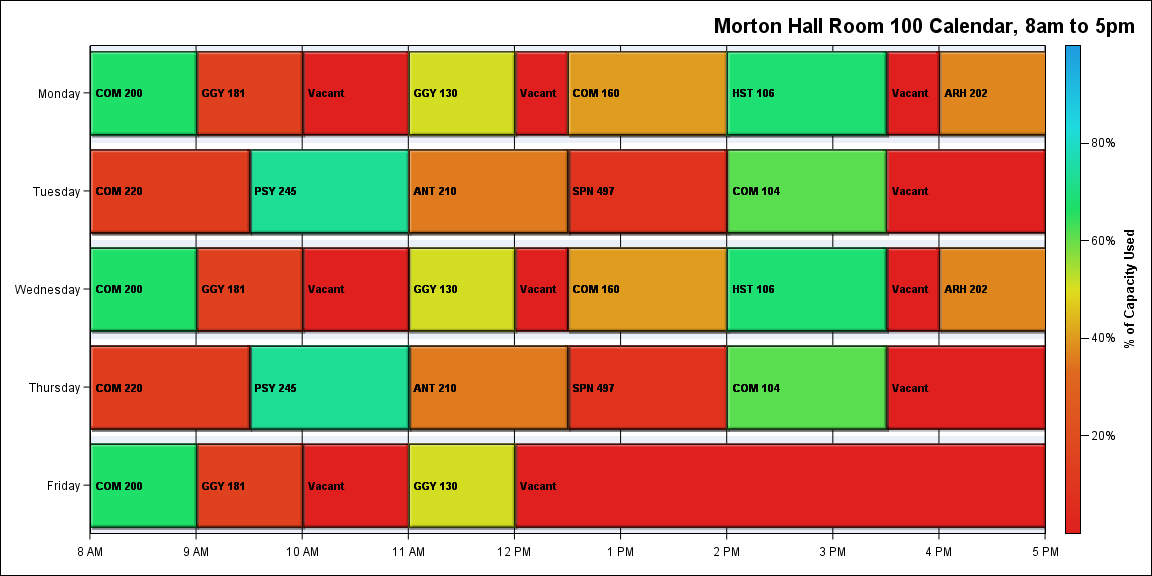 Morton Hall Room 100 Calendar, 8am to 5pm
Monday
COM 200
GGY 181
Vacant
GGY 130
Vacant
COM 160
HST 106
Vacant
ARH 202
Tuesday
COM 220
PSY 245
ANT 210
SPN 497
COM 104
Vacant
Wednesday
COM 200
GGY 181
Vacant
GGY 130
Vacant
COM 160
HST 106
Vacant
ARH 202
Thursday
COM 220
PSY 245
ANT 210
SPN 497
COM 104
Vacant
Friday
COM 200
GGY 181
Vacant
GGY 130
Vacant
8 AM
9 AM
10 AM
11 AM
12 PM
1 PM
2 PM
3 PM
4 PM
5 PM
80%
60%
40%
20%
% of Capacity Used